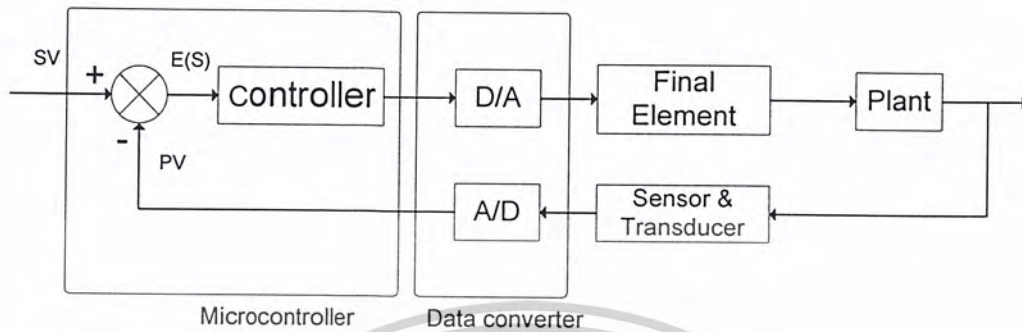 SV
+
E(S)
Controller
D/A
Final
Element
Plant
-
PV
A/D
Sensor &
Transducer
Microcontroller
Data converter